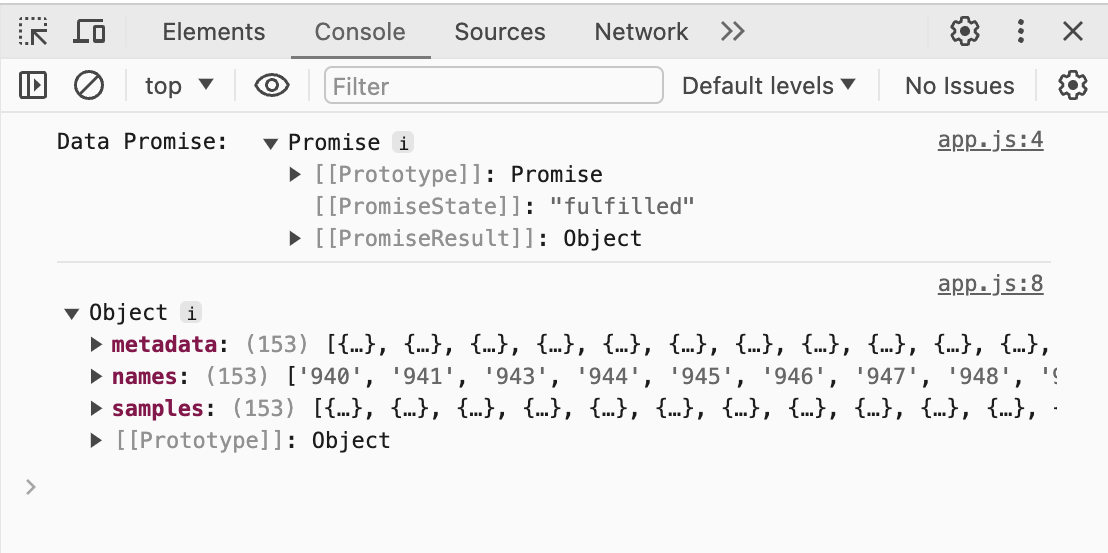 Elements Console Sources Network
top Filter Default levels No Issues
Data Promise: Promise i app.js:4
[[Prototype]]: Promise
[[PromiseState]]: "fulfilled"
[[PromiseResult]]: Object
app.js:8
Object i
metadata: (153) [{…}, {…}, {…}, {…}, {…}, {…}, {…}, {…}, {…}, {…}, {…},
names: (153) ['940', '941', '943', '944', '945', '946', '947', '948',
samples: (153) [{…}, {…}, {…}, {…}, {…}, {…}, {…}, {…}, {…}, {…}, {…},
[[Prototype]]: Object